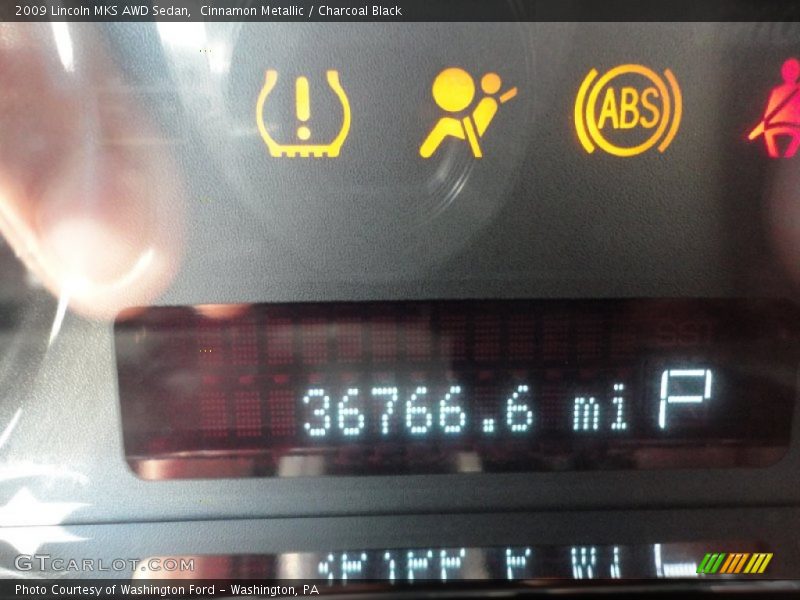 2009 Lincoln MKS AWD Sedan,  Cinnamon Metallic / Charcoal Black
ABS
36766.6 mi P
GTcarlot.com
Photo Courtesy of Washington Ford - Washington, PA